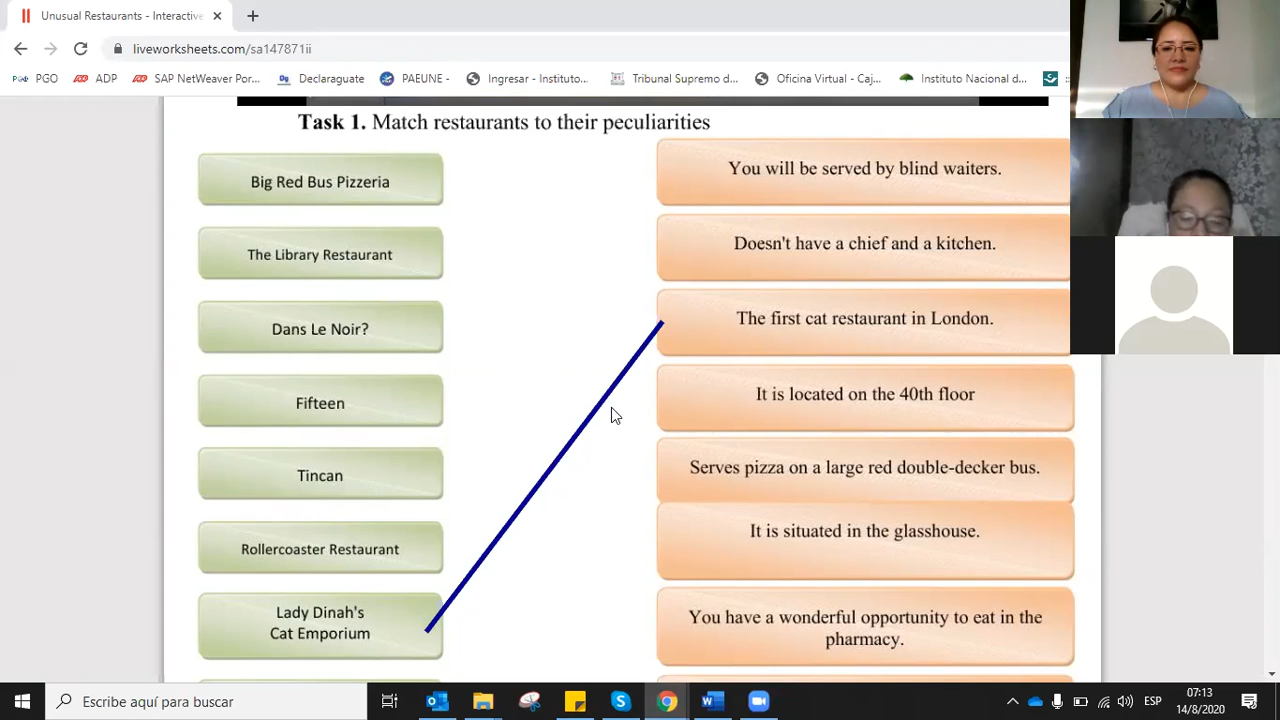 Unusual Restaurants - Interactive
liveworksheets.com/sa147871ii
PGO
ADP
SAP NetWeaver Por...
Declaraguate
PAEUNE -
Ingresar - Instituto...
Tribunal Supremo d...
Oficina Virtual - Caj...
Instituto Nacional d...
Task 1. Match restaurants to their peculiarities
Big Red Bus Pizzeria
You will be served by blind waiters.
The Library Restaurant
Doesn't have a chief and a kitchen.
Dans Le Noir?
The first cat restaurant in London.
Fifteen
It is located on the 40th floor
Tincan
Serves pizza on a large red double-decker bus.
Rollercoaster Restaurant
It is situated in the glasshouse.
Lady Dinah's
Cat Emporium
You have a wonderful opportunity to eat in the
pharmacy.
Escribe aquí para buscar
ESP
07:13
14/8/2020